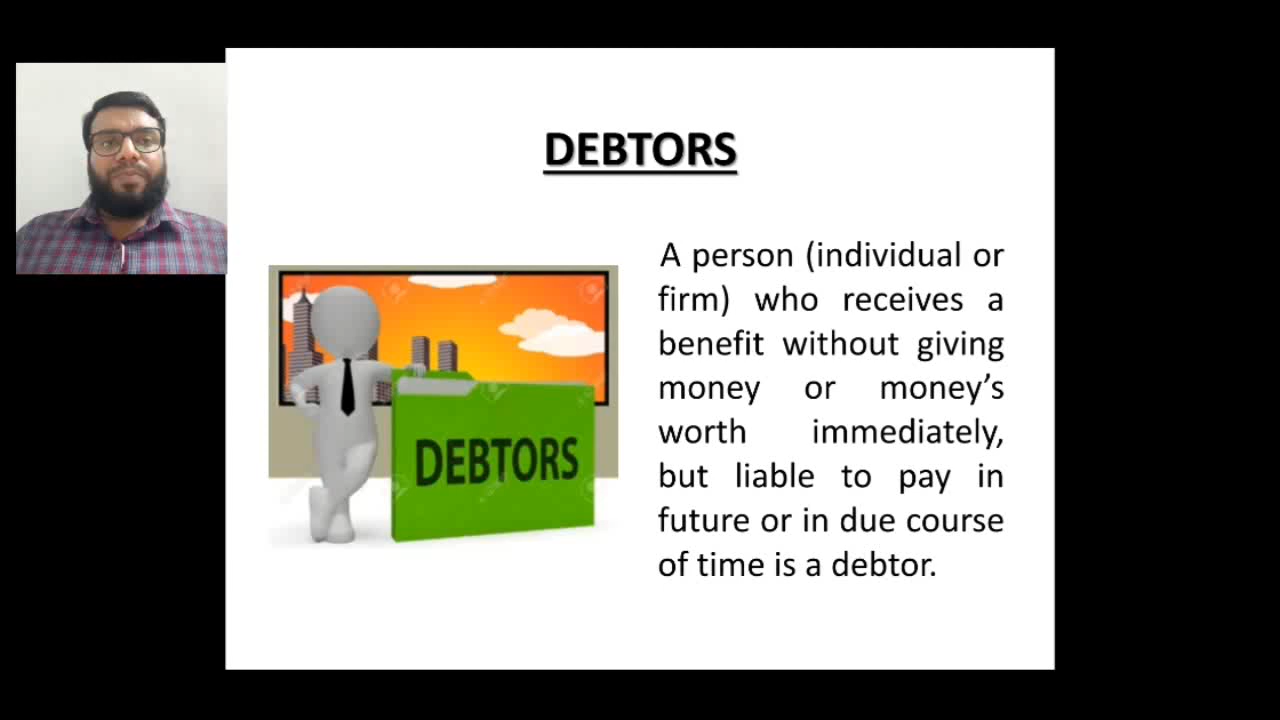 DEBTORS
A person (individual or
firm) who receives a
benefit without giving
money or money’s
worth immediately,
but liable to pay in
future or in due course
of time is a debtor.
DEBTORS